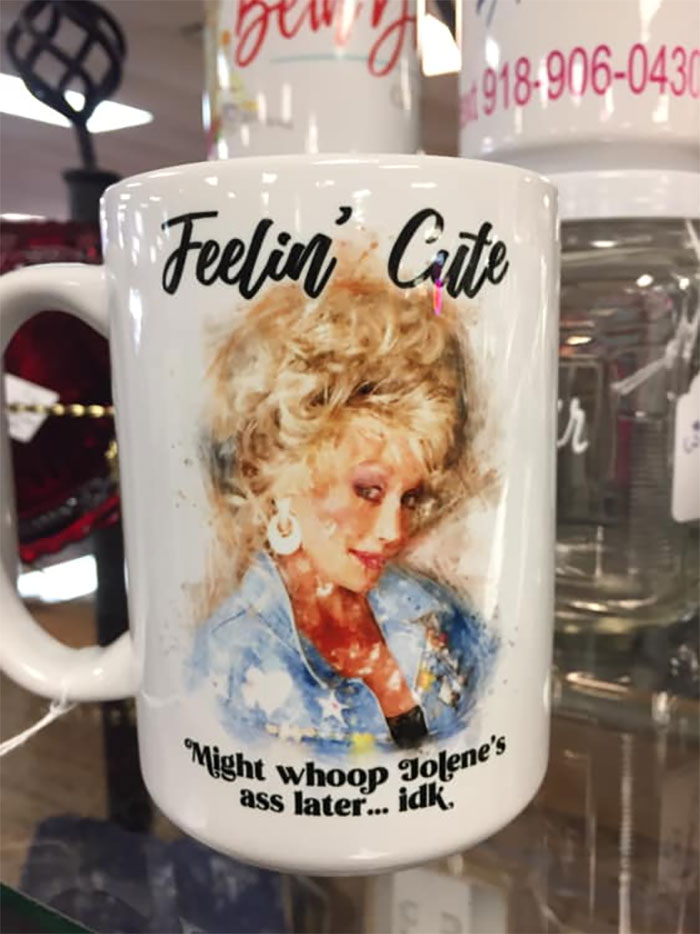 918-906-0430
Feelin' Cute
Might whoop Jolene's
ass later... idk.